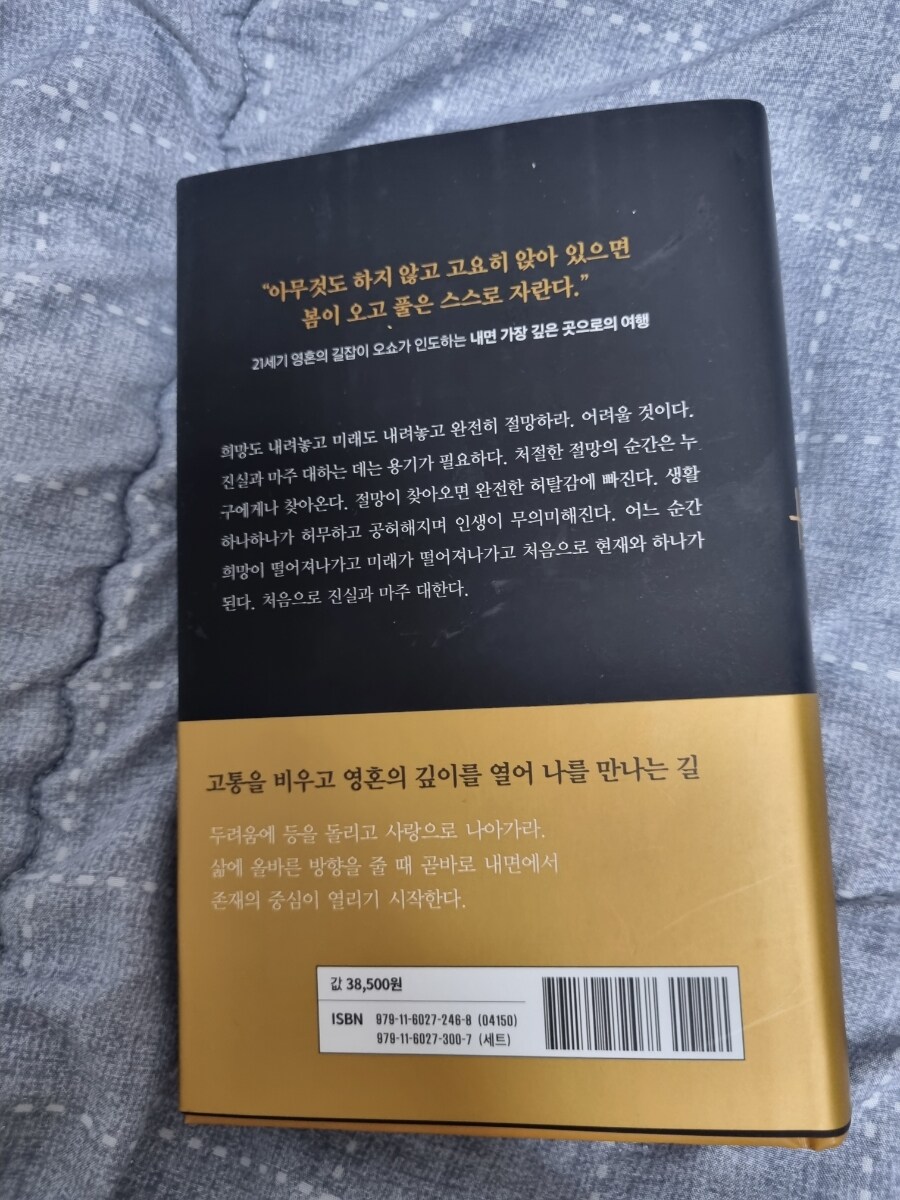 “아무것도 하지 않고 고요히 앉아 있으면
봄이 오고 풀은 스스로 자란다.”
21세기 영혼의 길잡이 오쇼가 인도하는 내면 가장 깊은 곳으로의 여행
희망도 내려놓고 미래도 내려놓고 완전히 절망하라. 어려울 것이다.
진실과 마주 대하는 데는 용기가 필요하다. 처절한 절망의 순간은 누
구에게나 찾아온다. 절망이 찾아오면 완전한 허탈감에 빠진다. 생활
하나하나가 허무하고 공허해지며 인생이 무의미해진다. 어느 순간
희망이 떨어져나가고 미래가 떨어져나가고 처음으로 현재와 하나가
된다. 처음으로 진실과 마주 대한다.
고통을 비우고 영혼의 깊이를 열어 나를 만나는 길
두려움에 등을 돌리고 사랑으로 나아가라.
삶에 올바른 방향을 줄 때 곧바로 내면에서
존재의 중심이 열리기 시작한다.
값 38,500원
ISBN 979-11-6027-246-8 (04150)
979-11-6027-300-7 (세트)